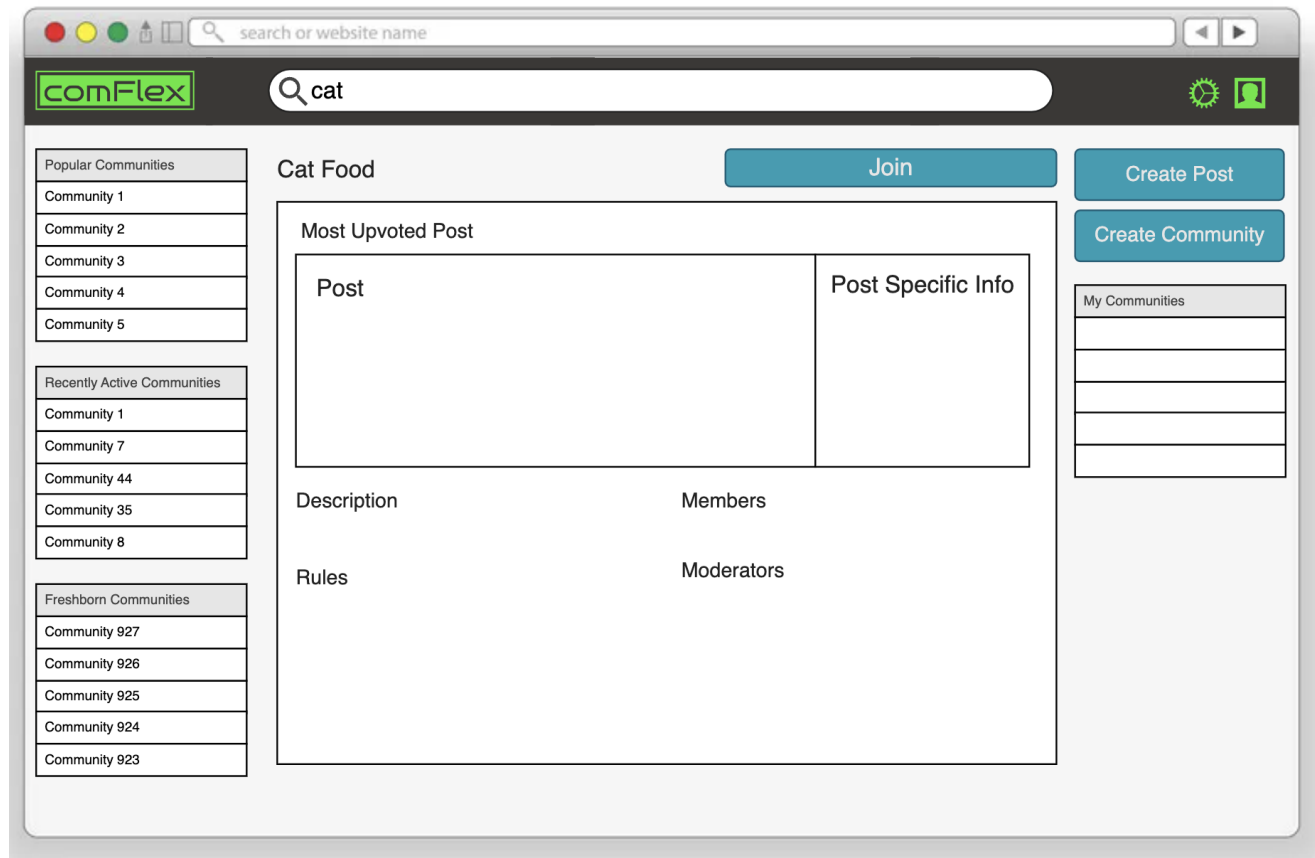 search or website name
comFlex
cat
Popular Communities
Community 1
Community 2
Community 3
Community 4
Community 5
Recently Active Communities
Community 1
Community 7
Community 44
Community 35
Community 8
Freshborn Communities
Community 927
Community 926
Community 925
Community 924
Community 923
Cat Food
Join
Most Upvoted Post
Post
Post Specific Info
Description
Members
Rules
Moderators
Create Post
Create Community
My Communities